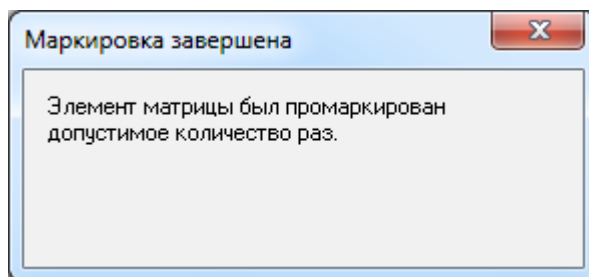 Маркировка завершена
Элемент матрицы был промаркирован
допустимое количество раз.